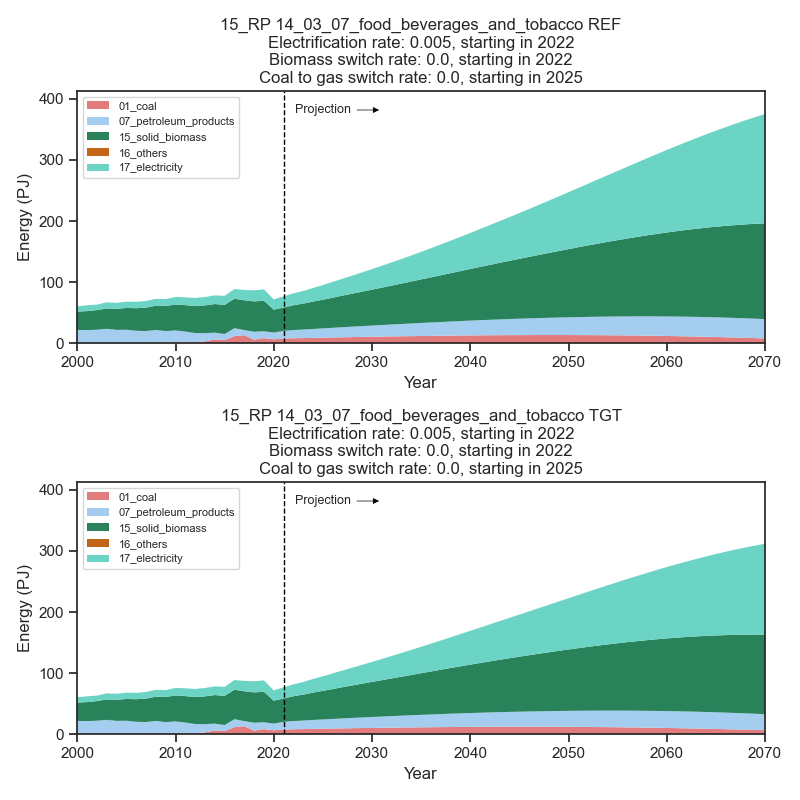 15_RP 14_03_07_food_beverages_and_tobacco REF
Electrification rate: 0.005, starting in 2022
Biomass switch rate: 0.0, starting in 2022
Coal to gas switch rate: 0.0, starting in 2025
400
300
200
100
0
Energy (PJ)
01_coal
07_petroleum_products
15_solid_biomass
16_others
17_electricity
Projection
2000 2010 2020 2030 2040 2050 2060 2070
Year
15_RP 14_03_07_food_beverages_and_tobacco TGT
Electrification rate: 0.005, starting in 2022
Biomass switch rate: 0.0, starting in 2022
Coal to gas switch rate: 0.0, starting in 2025
400
300
200
100
0
Energy (PJ)
01_coal
07_petroleum_products
15_solid_biomass
16_others
17_electricity
Projection
2000 2010 2020 2030 2040 2050 2060 2070
Year